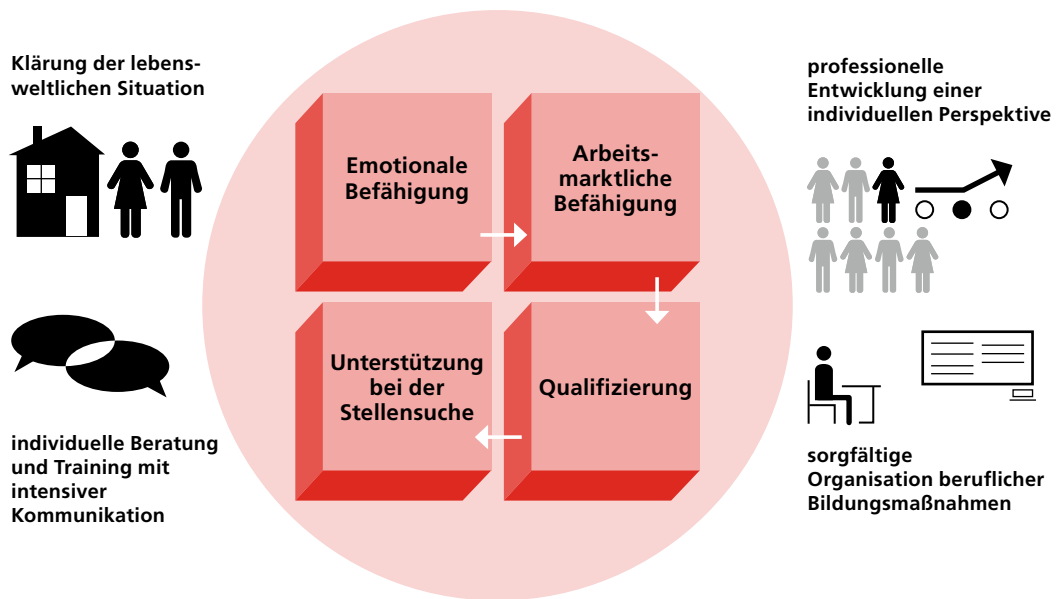 Klärung der lebens-
weltlichen Situation
Emotionale
Befähigung
Arbeits-
marktliche
Befähigung
professionelle
Entwicklung einer
individuellen Perspektive
individuelle Beratung
und Training mit
intensiver
Kommunikation
Unterstützung
bei der
Stellensuche
Qualifizierung
sorgfältige
Organisation beruflicher
Bildungsmaßnahmen